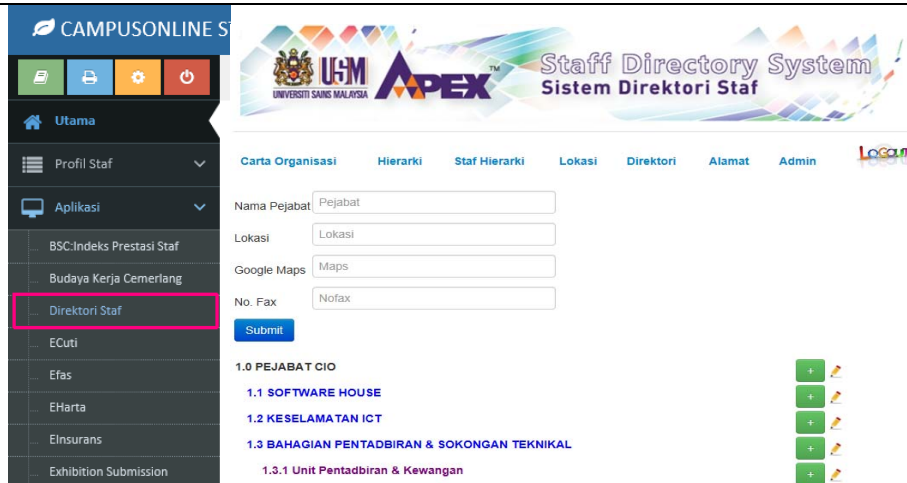 CAMPUSONLINE S
Utama
Profil Staf
Aplikasi
BSC:Indeks Prestasi Staf
Budaya Kerja Cemerlang
Direktori Staf
ECuti
Efas
EHarta
EInsurans
Exhibition Submission
USM
UNIVERSITI SAINS MALAYSIA
APEX™
Staff Directory System
Sistem Direktori Staf
Carta Organisasi Hierarki Staf Hierarki Lokasi Direktori Alamat Admin Logout
Nama Pejabat Pejabat
Lokasi Lokasi
Google Maps Maps
No. Fax Nofax
Submit
1.0 PEJABAT CIO +
1.1 SOFTWARE HOUSE +
1.2 KESELAMATAN ICT +
1.3 BAHAGIAN PENTADBIRAN & SOKONGAN TEKNIKAL +
1.3.1 Unit Pentadbiran & Kewangan +